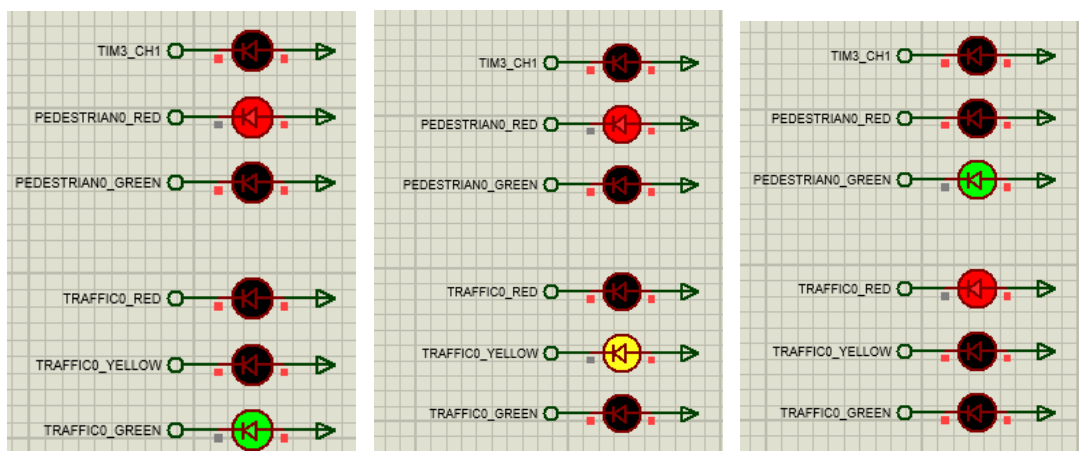 TIM3_CH1
PEDESTRIAN0_RED
PEDESTRIAN0_GREEN
TRAFFIC0_RED
TRAFFIC0_YELLOW
TRAFFIC0_GREEN
TIM3_CH1
PEDESTRIAN0_RED
PEDESTRIAN0_GREEN
TRAFFIC0_RED
TRAFFIC0_YELLOW
TRAFFIC0_GREEN
TIM3_CH1
PEDESTRIAN0_RED
PEDESTRIAN0_GREEN
TRAFFIC0_RED
TRAFFIC0_YELLOW
TRAFFIC0_GREEN